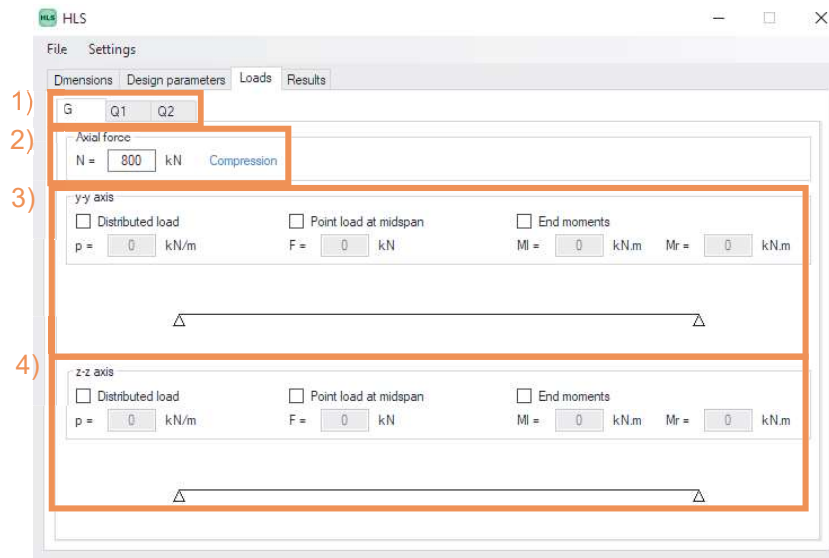 HLS HLS
File Settings
Dmensions Design parameters Loads Results
1) G Q1 Q2
2) Axial force
N = 800 kN Compression
3) y-y axis
Distributed load Point load at midspan End moments
p = 0 kN/m F = 0 kN Ml = 0 kN.m Mr = 0 kN.m
4) z-z axis
Distributed load Point load at midspan End moments
p = 0 kN/m F = 0 kN Ml = 0 kN.m Mr = 0 kN.m